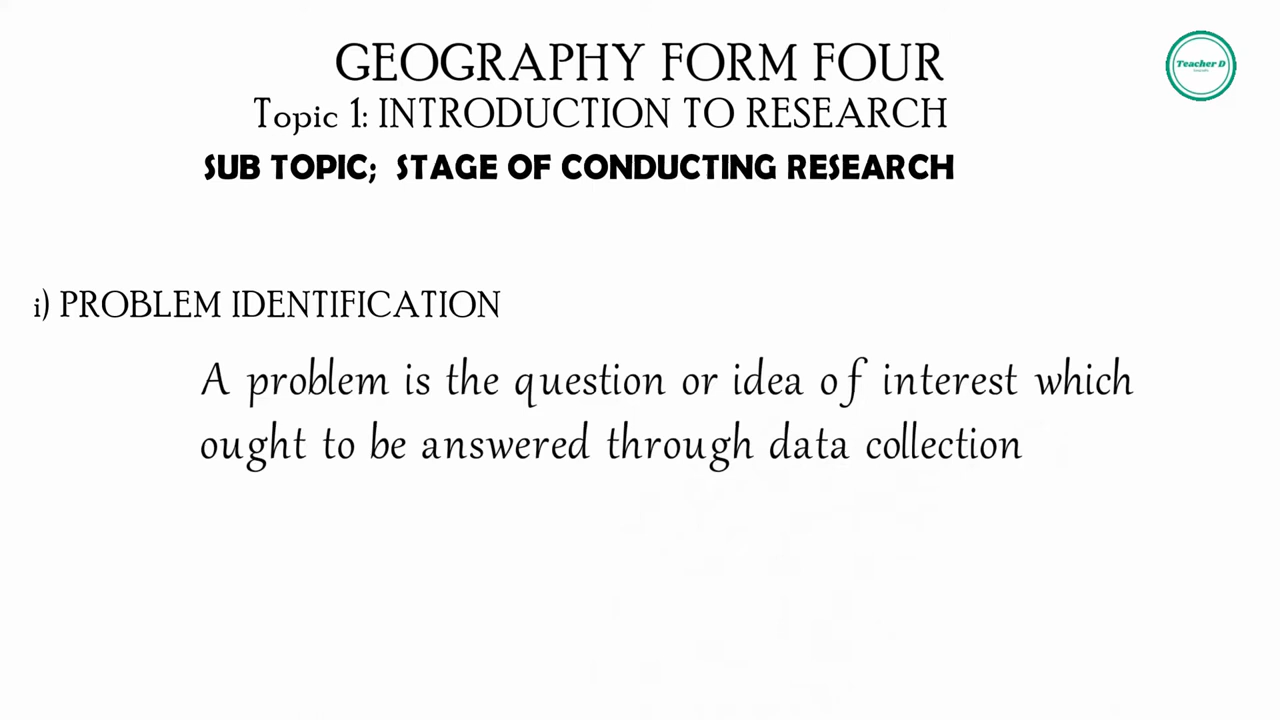 GEOGRAPHY FORM FOUR
Teacher D
Topic 1: INTRODUCTION TO RESEARCH
SUB TOPIC; STAGE OF CONDUCTING RESEARCH
i) PROBLEM IDENTIFICATION
A problem is the question or idea of interest which
ought to be answered through data collection